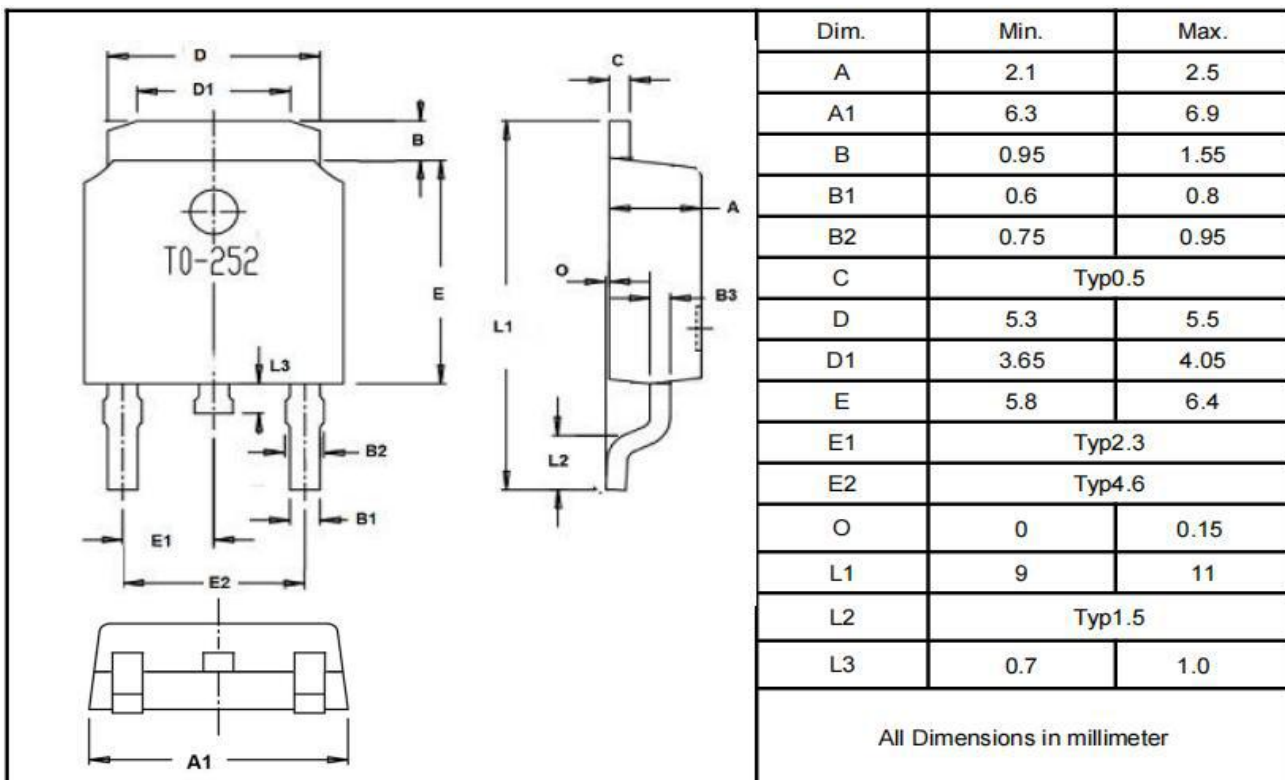 D
D1
B
TO-252
E
L3
B2
B1
E1
E2
A1
C
A
O
B3
L1
L2
Dim. Min. Max.
A 2.1 2.5
A1 6.3 6.9
B 0.95 1.55
B1 0.6 0.8
B2 0.75 0.95
C Typ0.5
D 5.3 5.5
D1 3.65 4.05
E 5.8 6.4
E1 Typ2.3
E2 Typ4.6
O 0 0.15
L1 9 11
L2 Typ1.5
L3 0.7 1.0
All Dimensions in millimeter